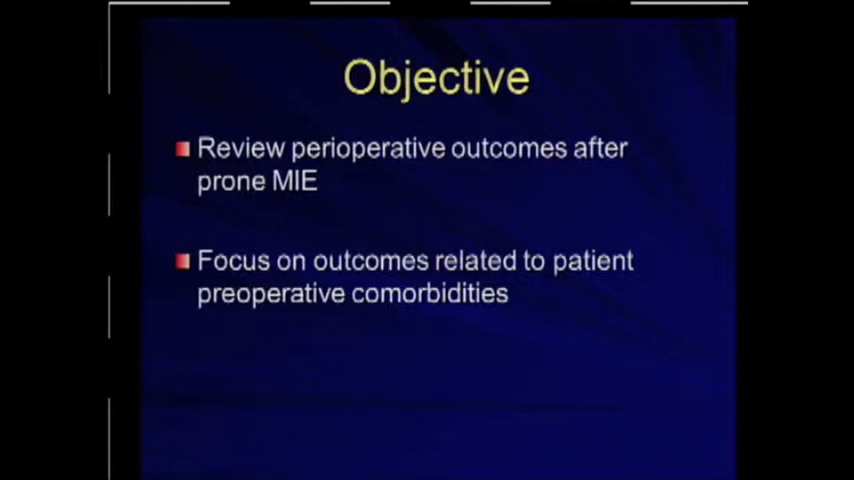 Objective
Review perioperative outcomes after
prone MIE
Focus on outcomes related to patient
preoperative comorbidities